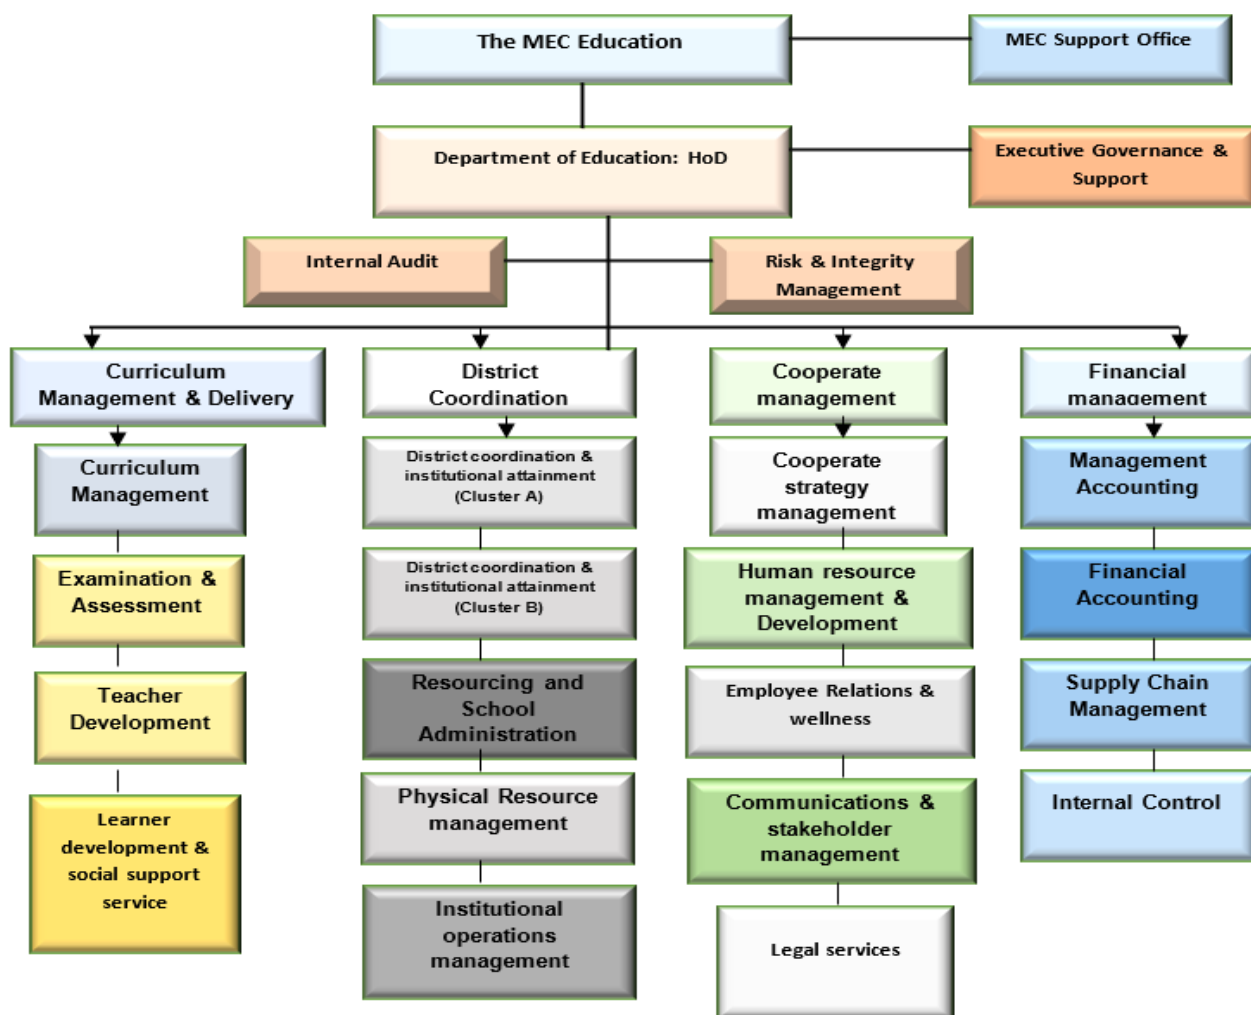 The MEC Education
MEC Support Office
Department of Education: HoD
Executive Governance &
Support
Internal Audit
Risk & Integrity
Management
Curriculum
Management & Delivery
District
Coordination
Cooperate
management
Financial
management
Curriculum
Management
District coordination &
institutional attainment
(Cluster A)
Cooperate
strategy
management
Management
Accounting
Examination &
Assessment
District coordination &
institutional attainment
(Cluster B)
Human resource
management &
Development
Financial
Accounting
Teacher
Development
Resourcing and
School
Administration
Employee Relations &
wellness
Supply Chain
Management
Learner
development &
social support
service
Physical Resource
management
Communications &
stakeholder
management
Internal Control
Institutional
operations
management
Legal services